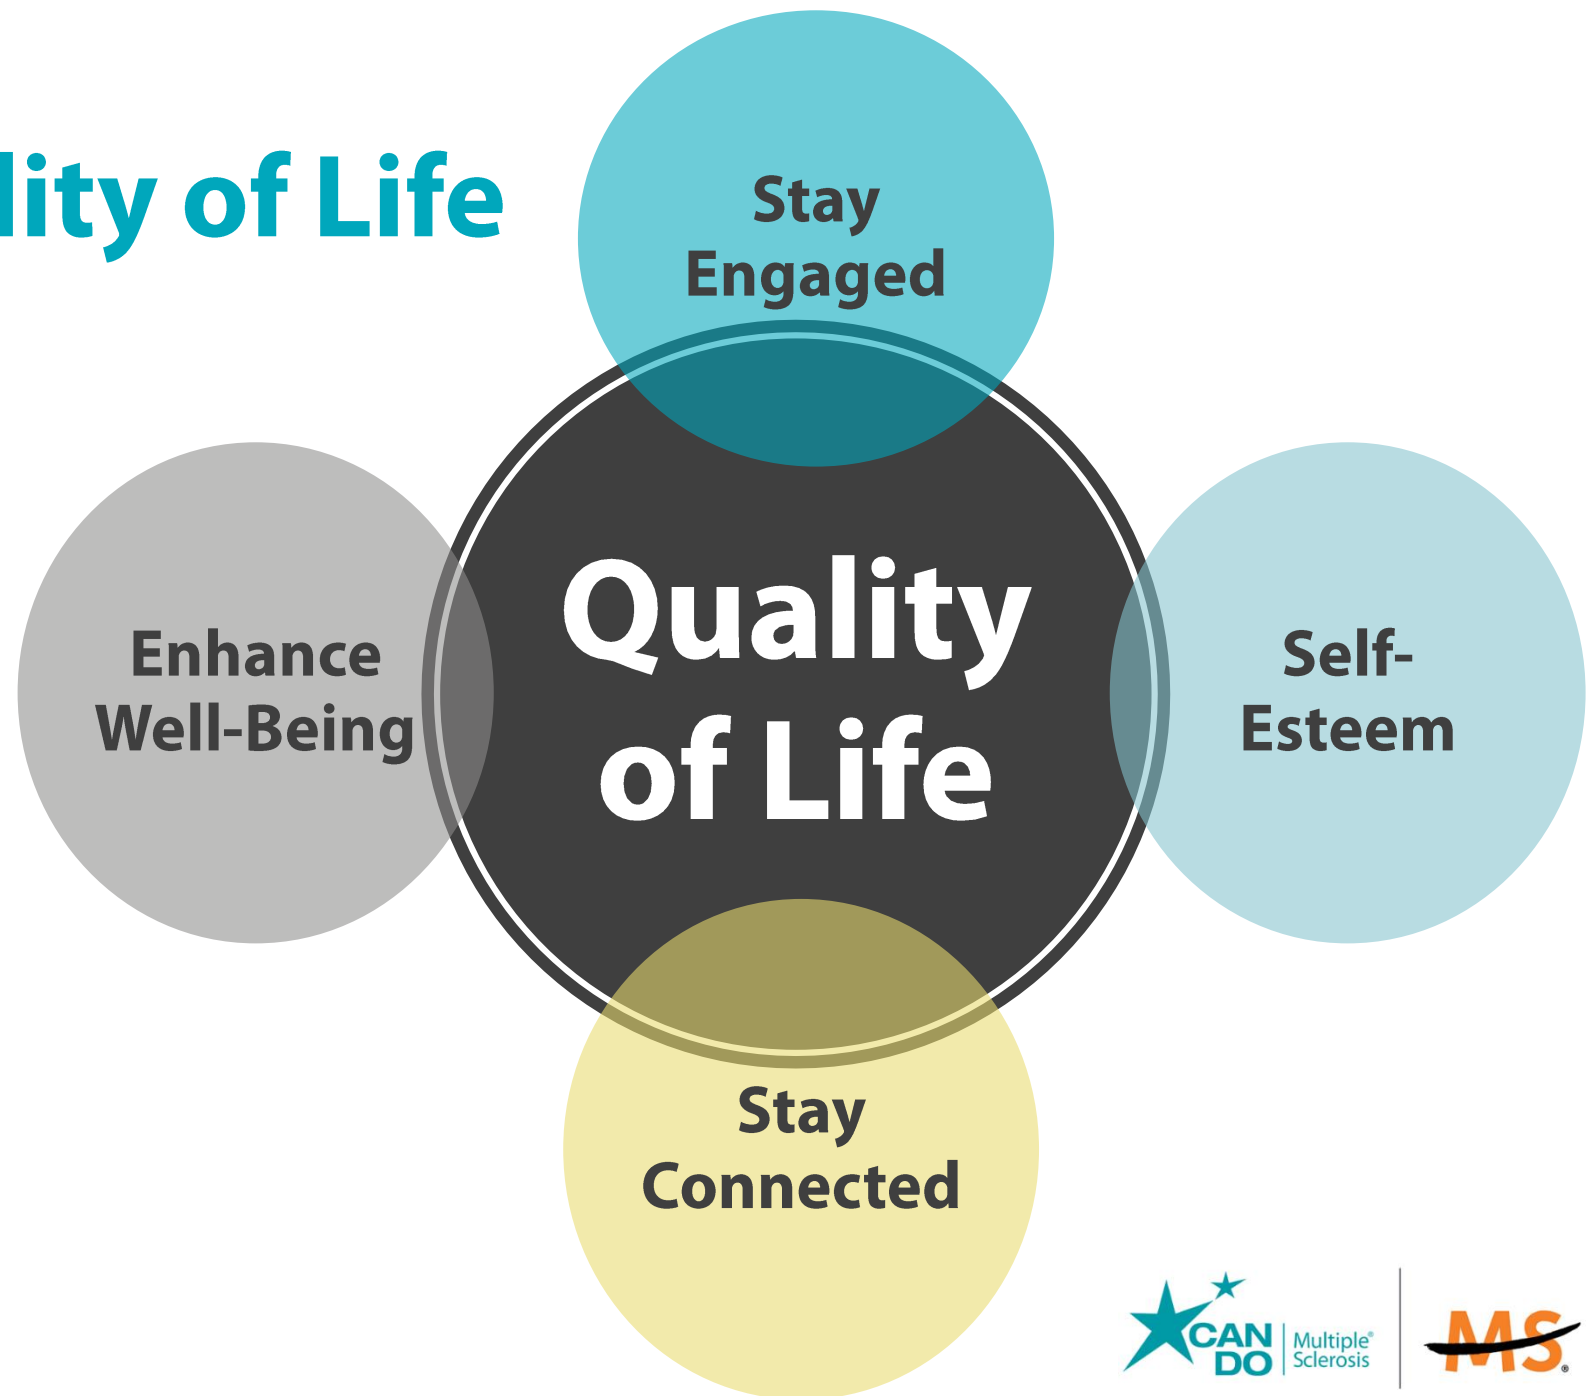 lity of Life
Stay
Engaged
Enhance
Well-Being
Quality
of Life
Self-
Esteem
Stay
Connected
CAN
DO
Multiple®
Sclerosis
MS®